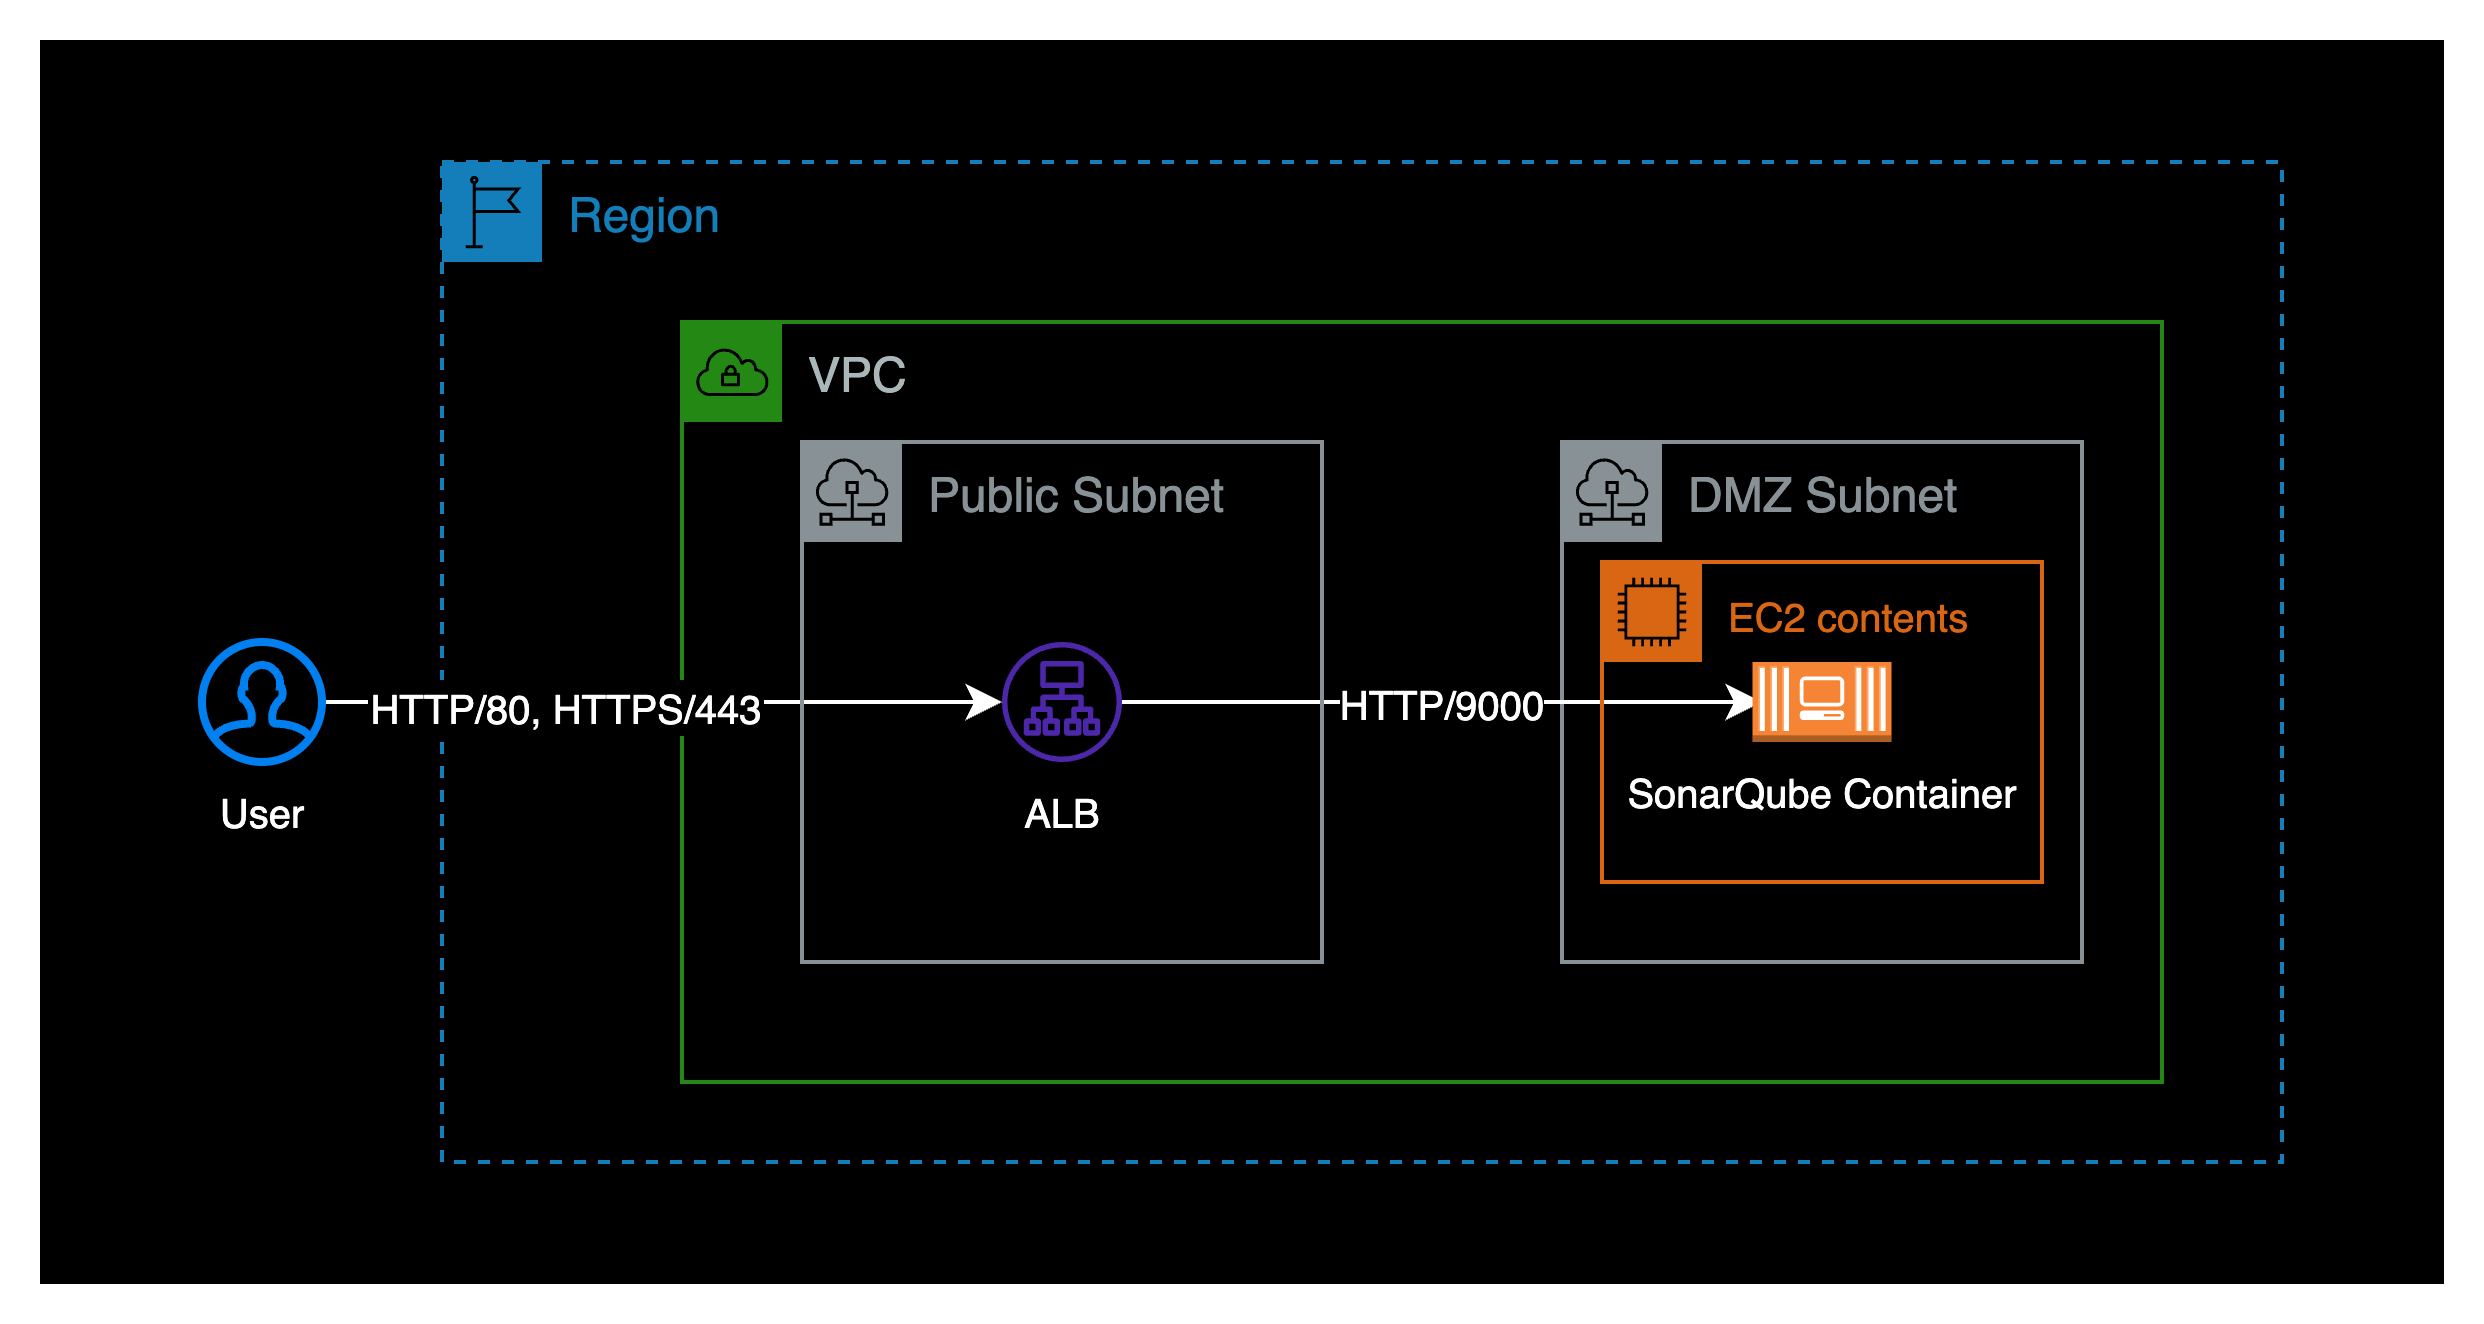 Region
VPC
Public Subnet
DMZ Subnet
EC2 contents
HTTP/80, HTTPS/443
HTTP/9000
User
ALB
SonarQube Container